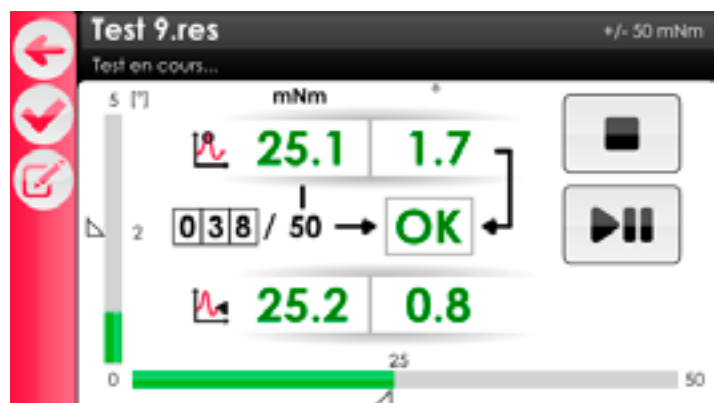 Test 9.res
+/- 50 mNm
Test en cours...
5 [°]
mNm °
25.1 1.7
2
038 / 50 OK
25.2 0.8
25
0
50